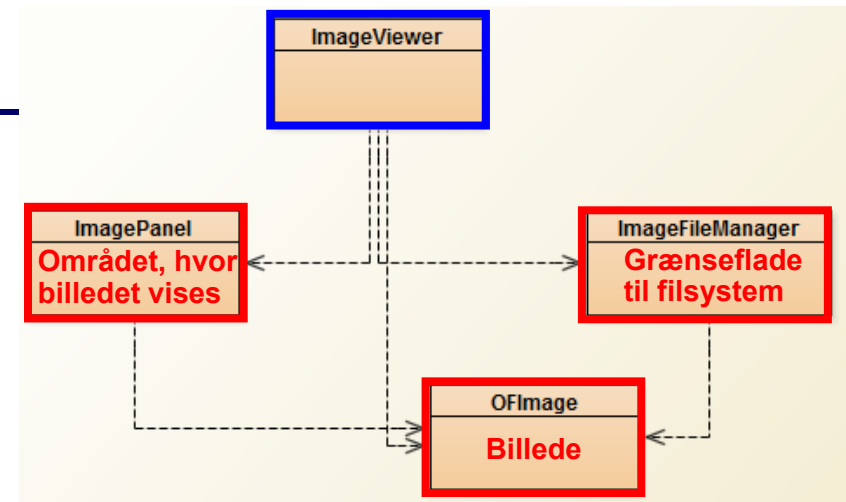 ImageViewer
ImagePanel
Området, hvor
billedet vises
ImageFileManager
Grænseflade
til filsystem
OFImage
Billede